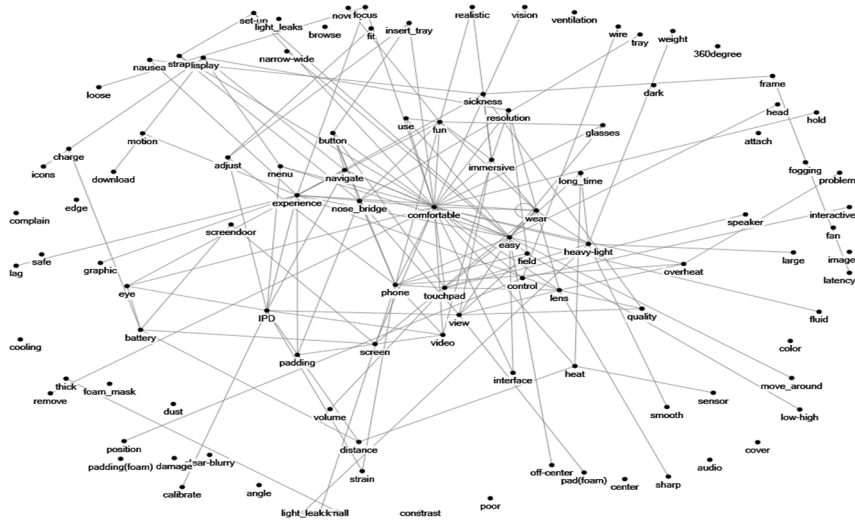 set-up
light_leaks
novel
focus
browse
fit
insert_tray
realistic
vision
ventilation
wire
tray
weight
360degree
narrow-wide
nausea
strap
display
loose
sickness
dark
frame
resolution
use
fun
head
hold
glasses
attach
motion
button
charge
icons
download
adjust
menu
navigate
immersive
long_time
fogging
problem
edge
experience
nose_bridge
comfortable
wear
interactive
complain
speaker
fan
screendoor
easy
heavy-light
lag
safe
graphic
field
overheat
large
image
latency
eye
phone
touchpad
control
lens
IPD
view
quality
fluid
battery
video
cooling
padding
screen
color
thick
foam_mask
remove
interface
heat
move_around
sensor
dust
volume
smooth
low-high
position
distance
cover
padding(foam)
damage
strain
off-center
pad(foam)
center
sharp
audio
calibrate
angle
poor
constrast